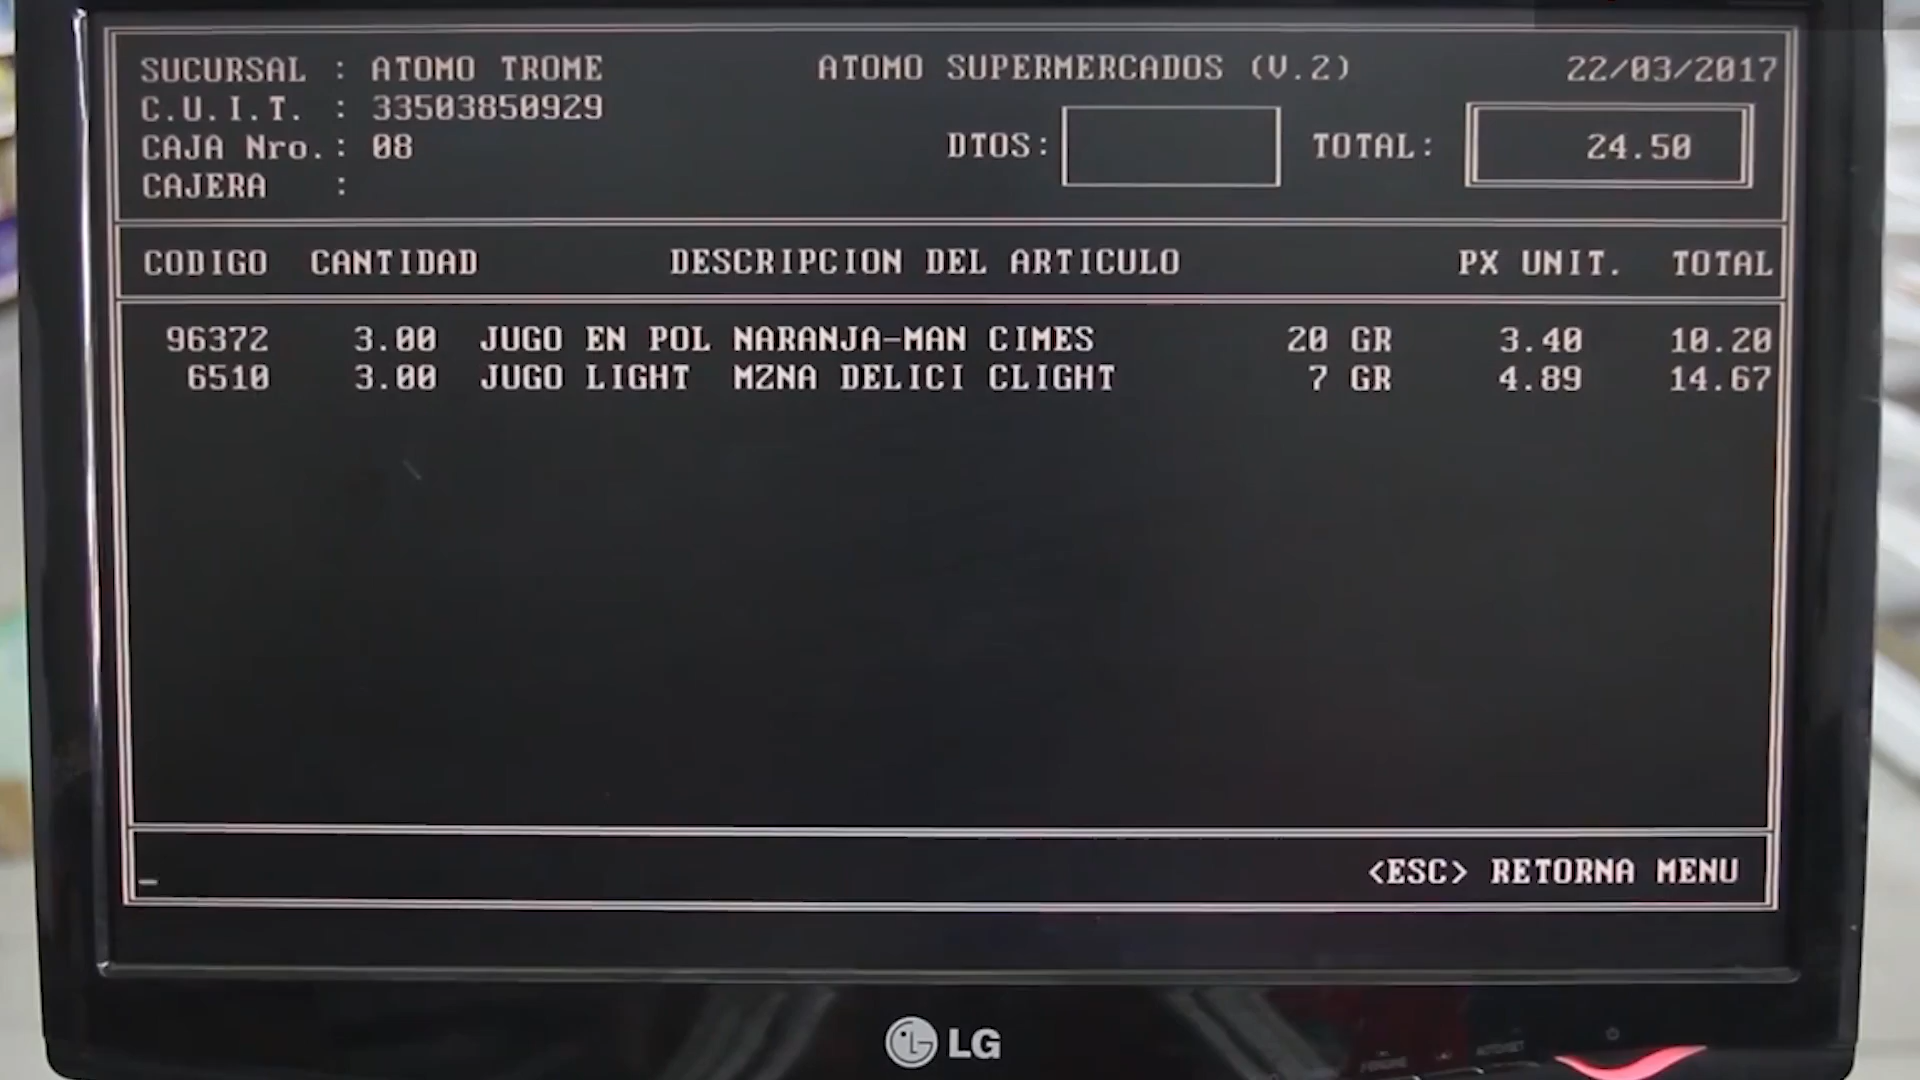 SUCURSAL : ATOMO TROME ATOMO SUPERMERCADOS (V.2) 22/03/2017
C.U.I.T. : 33503850929
CAJA Nro.: 08 DTOS: TOTAL: 24.50
CAJERA :
CODIGO CANTIDAD DESCRIPCION DEL ARTICULO PX UNIT. TOTAL
96372 3.00 JUGO EN POL NARANJA-MAN CIMES 20 GR 3.40 10.20
6510 3.00 JUGO LIGHT MZNA DELICI CLIGHT 7 GR 4.89 14.67
<ESC> RETORNA MENU
LG